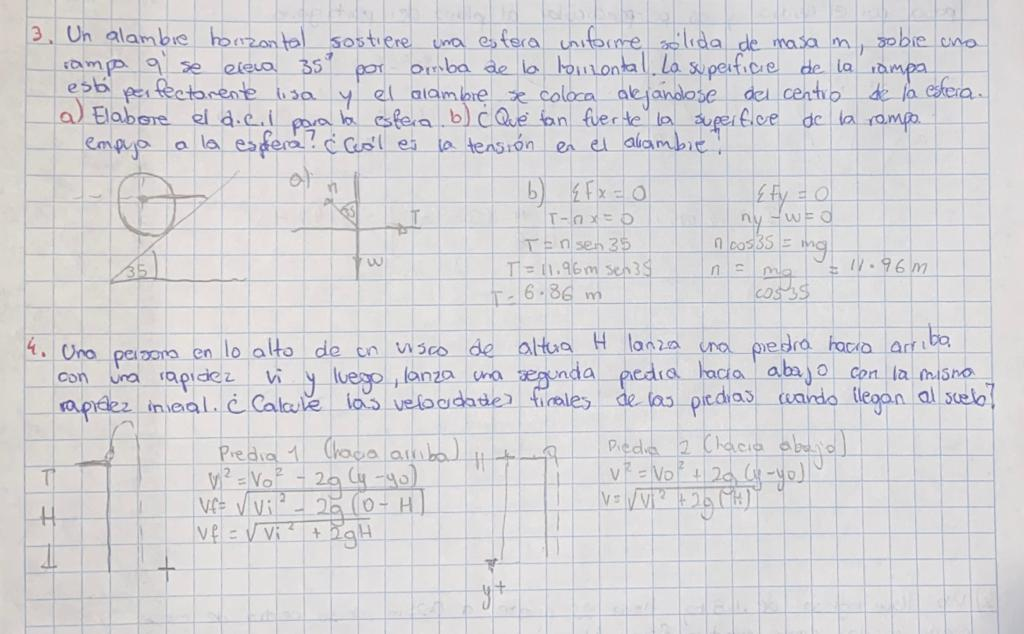 3. Un alambre horizontal sostiene una esfera uniforme, sólida de masa m, sobre una
rampa q' se eleva 35° por arriba de la horizontal. La superficie de la rampa
está perfectamente lisa y el alambre se coloca alejándose del centro de la esfera.
a) Elabore el d.c.l para la esfera. b) ¿Qué tan fuerte la superfice de la rampa
empuja a la esfera? ¿Cuál es la tensión en el alambre?
35
a)
n
35
T
w
b) ΣFx = 0
T - nx = 0
T = n sen 35
T = 11.96m sen 35
T = 6.86 m
ΣFy = 0
ny - w = 0
n cos35 = mg
n = mg / cos35 = 11.96 m
4. Una persona en lo alto de un risco de altura H lanza una piedra hacia arriba
con una rapidez vi y luego, lanza una segunda piedra hacia abajo con la misma
rapidez inicial. ¿Calcule las velocidades finales de las piedras cuando llegan al suelo?
H
+
Piedra 1 (hacia arriba)
V² = Vo² - 2g (y - yo)
Vf = √Vi² - 2g (0 - H)
Vf = √Vi² + 2gH
H
y+
Piedra 2 (hacia abajo)
V² = Vo² + 2g (y - yo)
V = √Vi² + 2g (H)